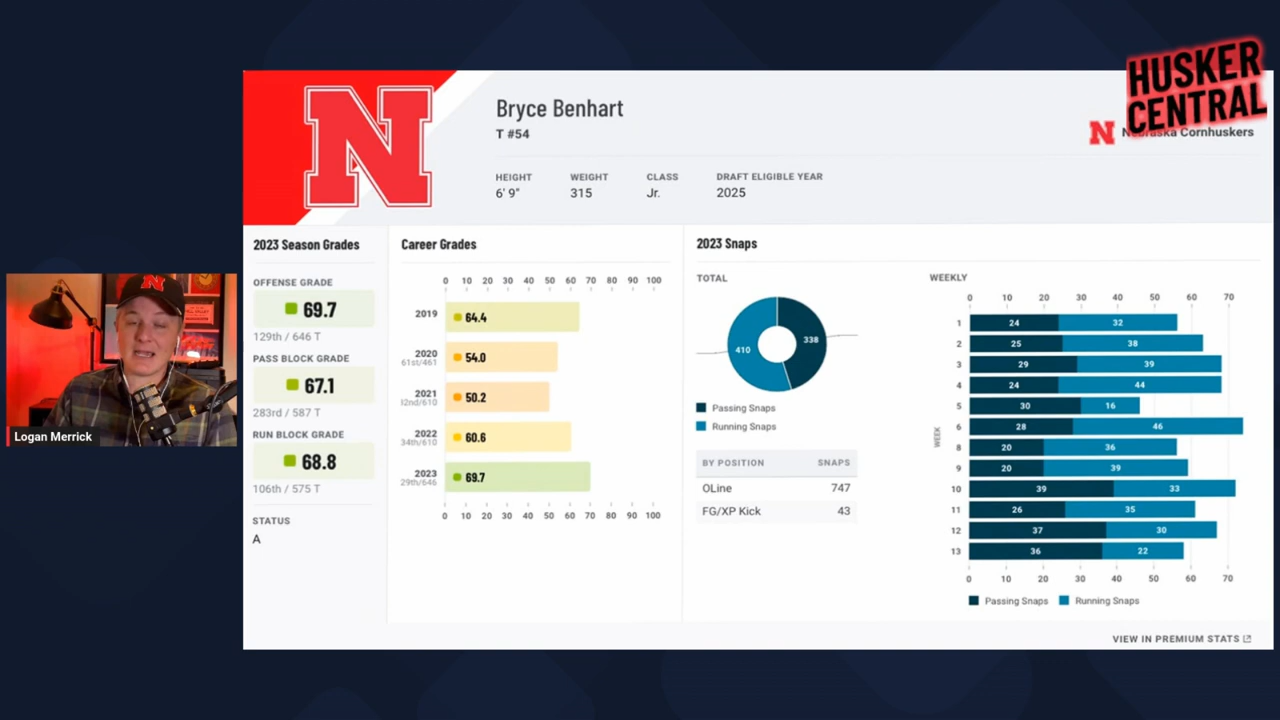 HUSKER
CENTRAL
N
Bryce Benhart
T #54
N Nebraska Cornhuskers
HEIGHT WEIGHT CLASS DRAFT ELIGIBLE YEAR
6' 9" 315 Jr. 2025
2023 Season Grades
OFFENSE GRADE
69.7
129th / 646 T
PASS BLOCK GRADE
67.1
283rd / 587 T
RUN BLOCK GRADE
68.8
106th / 575 T
STATUS
A
Career Grades
0 10 20 30 40 50 60 70 80 90 100
2019 64.4
2020 54.0
61st/461
2021 50.2
12nd/610
2022 60.6
34th/610
2023 69.7
29th/646
0 10 20 30 40 50 60 70 80 90 100
2023 Snaps
TOTAL
410 338
Passing Snaps
Running Snaps
BY POSITION SNAPS
OLine 747
FG/XP Kick 43
WEEKLY
0 10 20 30 40 50 60 70
WEEK
1 24 32
2 25 38
3 29 39
4 24 44
5 30 16
6 28 46
8 20 36
9 20 39
10 39 33
11 26 35
12 37 30
13 36 22
0 10 20 30 40 50 60 70
Passing Snaps Running Snaps
VIEW IN PREMIUM STATS
N
Logan Merrick